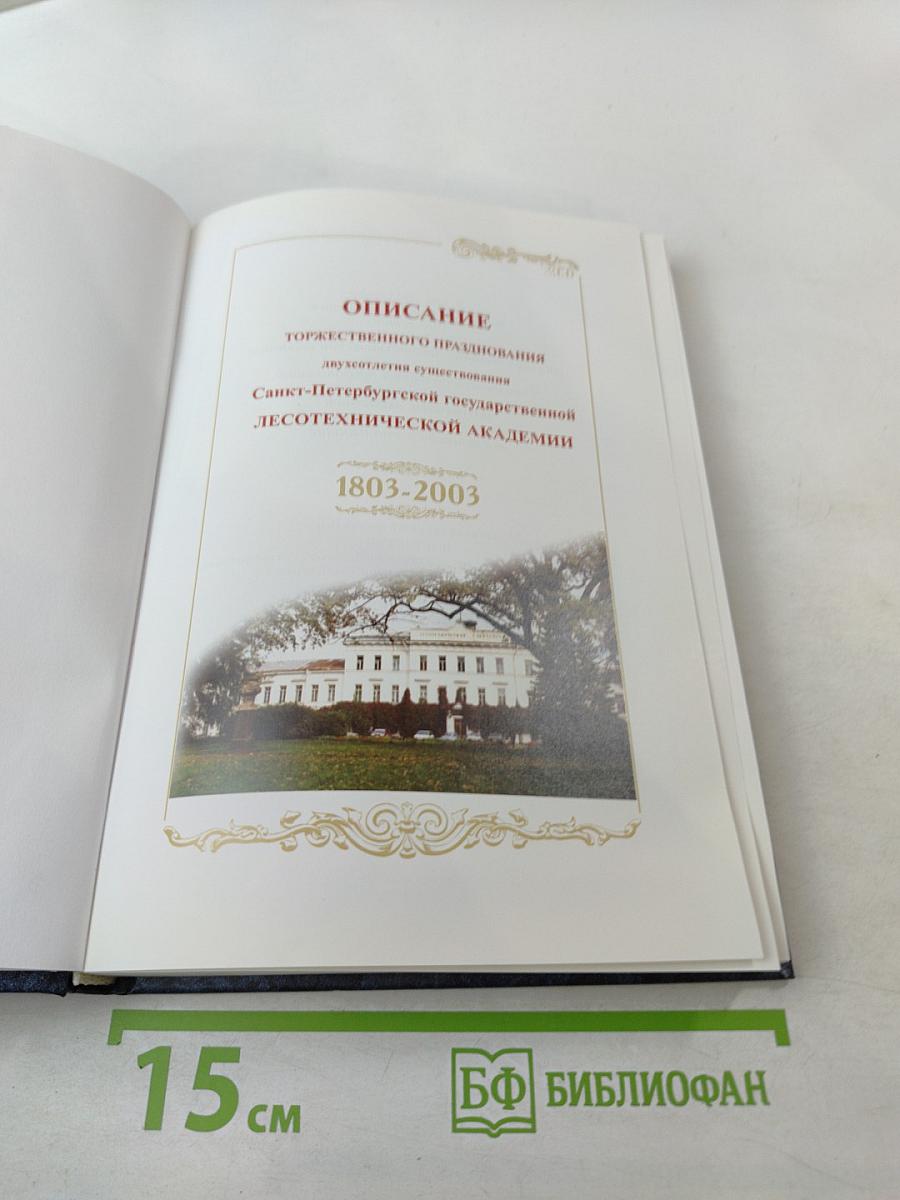 ОПИСАНИЕ
ТОРЖЕСТВЕННОГО ПРАЗДНОВАНИЯ
двухсотлетия существования
Санкт-Петербургской государственной
ЛЕСОТЕХНИЧЕСКОЙ АКАДЕМИИ
1803-2003
15 см
БФ БИБЛИОФАН